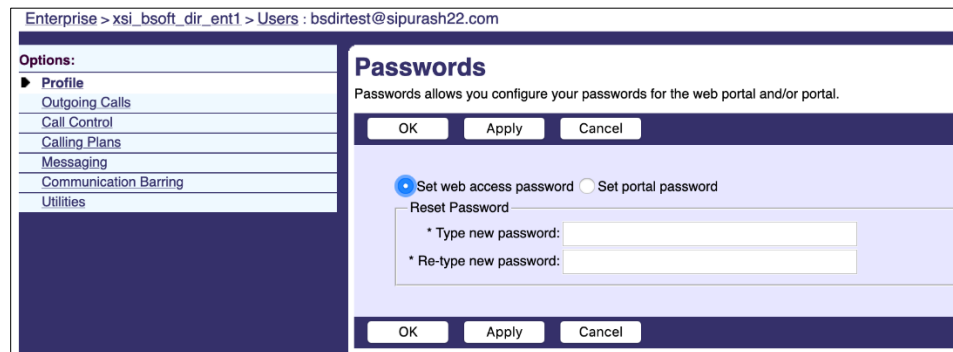 Enterprise > xsi_bsoft_dir_ent1 > Users : bsdirtest@sipurash22.com
Options:
Profile
Outgoing Calls
Call Control
Calling Plans
Messaging
Communication Barring
Utilities
Passwords
Passwords allows you configure your passwords for the web portal and/or portal.
OK Apply Cancel
Set web access password Set portal password
Reset Password
* Type new password:
* Re-type new password:
OK Apply Cancel